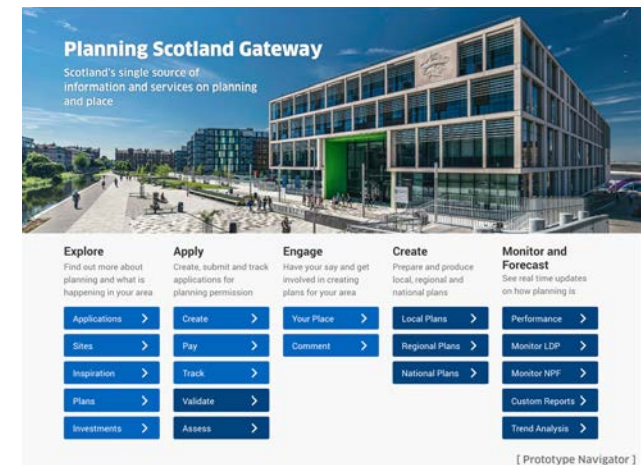 Planning Scotland Gateway
Scotland's single source of
information and services on planning
and place
Explore
Find out more about
planning and what is
happening in your area
Applications
Sites
Inspiration
Plans
Investments
Apply
Create, submit and track
applications for
planning permission
Create
Pay
Track
Validate
Assess
Engage
Have your say and get
involved in creating
plans for your area
Your Place
Comment
Create
Prepare and produce
local, regional and
national plans
Local Plans
Regional Plans
National Plans
Monitor and
Forecast
See real time updates
on how planning is
Performance
Monitor LDP
Monitor NPF
Custom Reports
Trend Analysis
[ Prototype Navigator ]